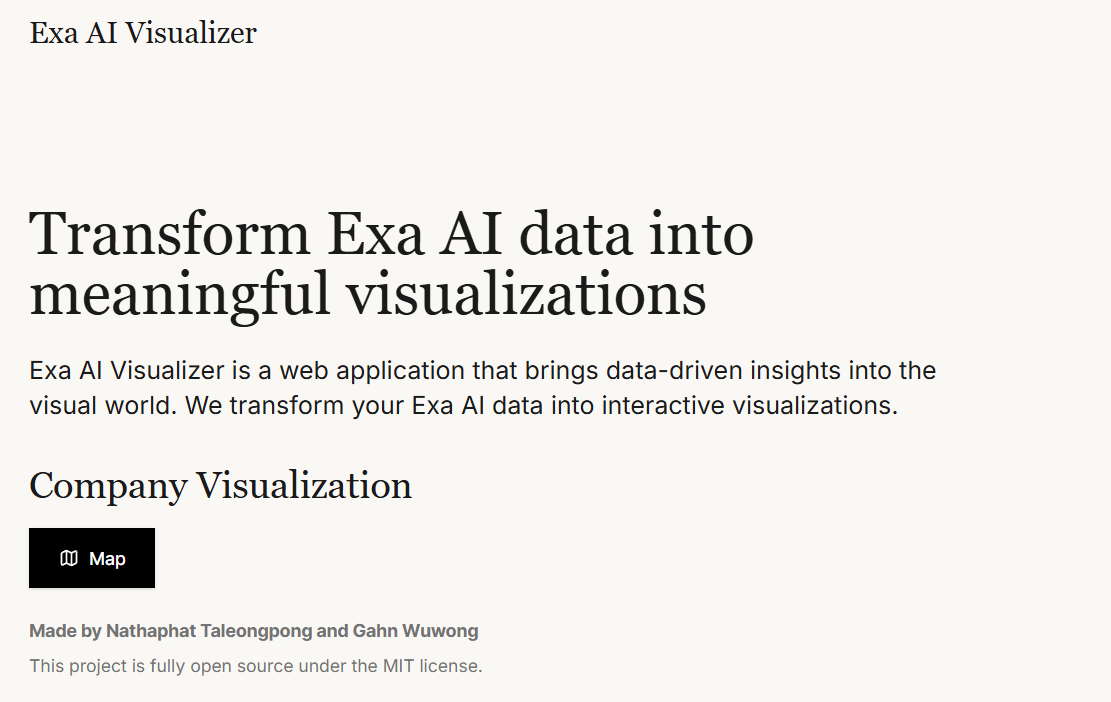 Exa AI Visualizer
Transform Exa AI data into
meaningful visualizations
Exa AI Visualizer is a web application that brings data-driven insights into the
visual world. We transform your Exa AI data into interactive visualizations.
Company Visualization
Map
Made by Nathaphat Taleongpong and Gahn Wuwong
This project is fully open source under the MIT license.